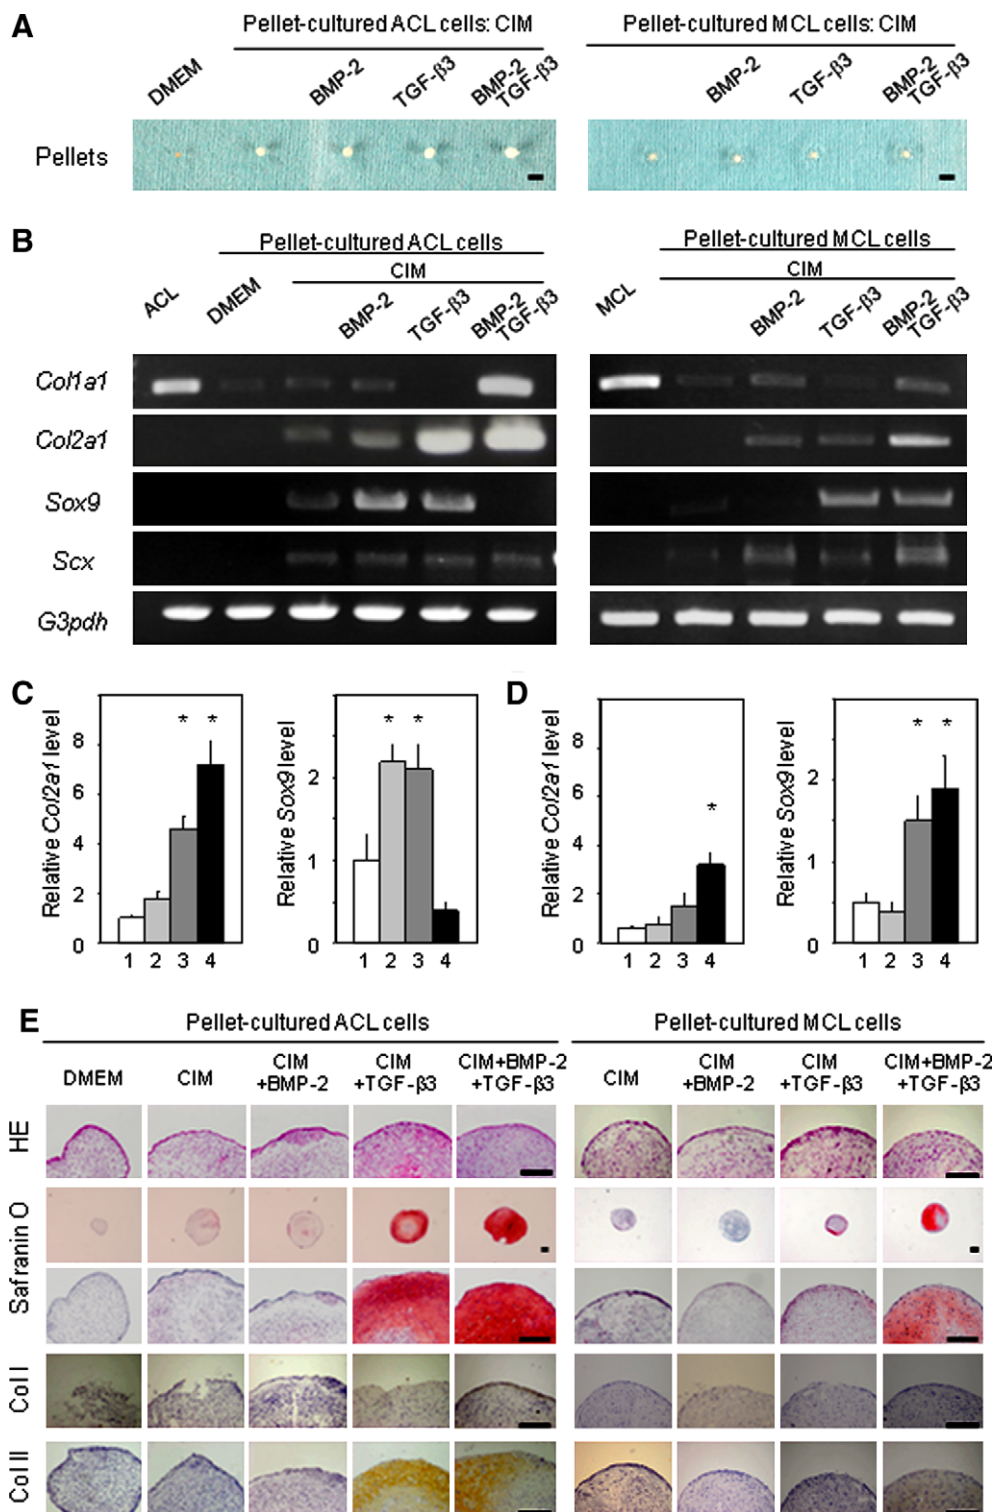 A
Pellet-cultured ACL cells: CIM
Pellet-cultured MCL cells: CIM
DMEM
BMP-2
TGF-β3
BMP-2
TGF-β3
BMP-2
TGF-β3
BMP-2
TGF-β3
Pellets
B
Pellet-cultured ACL cells
Pellet-cultured MCL cells
CIM
CIM
ACL
DMEM
BMP-2
TGF-β3
BMP-2
TGF-β3
MCL
BMP-2
TGF-β3
BMP-2
TGF-β3
Col1a1
Col2a1
Sox9
Scx
G3pdh
C
Relative Col2a1 level
8
6
4
2
0
* *
1 2 3 4
Relative Sox9 level
2
1
0
* *
1 2 3 4
D
Relative Col2a1 level
8
6
4
2
0
*
1 2 3 4
Relative Sox9 level
2
1
0
* *
1 2 3 4
E
Pellet-cultured ACL cells
Pellet-cultured MCL cells
DMEM
CIM
CIM
+BMP-2
CIM
+TGF-β3
CIM+BMP-2
+TGF-β3
CIM
CIM
+BMP-2
CIM
+TGF-β3
CIM+BMP-2
+TGF-β3
HE
Safranin O
Col I
Col II